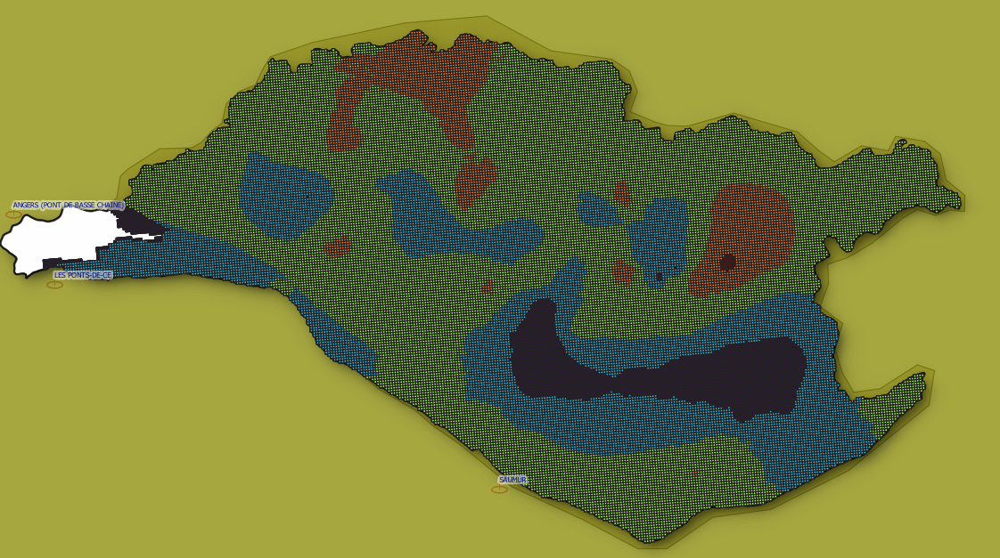 ANGERS (PONT DE BASSE CHAINE)
LES PONTS-DE-CE
SAUMUR